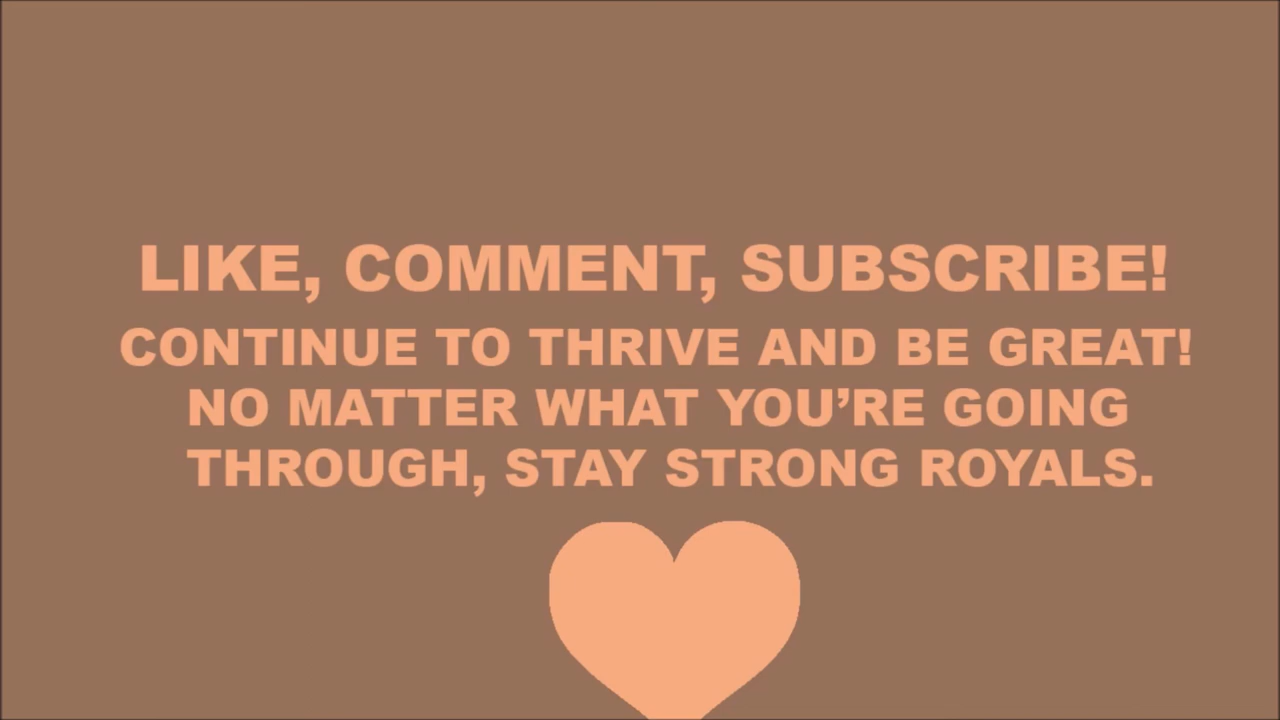 LIKE, COMMENT, SUBSCRIBE!
CONTINUE TO THRIVE AND BE GREAT!
NO MATTER WHAT YOU’RE GOING
THROUGH, STAY STRONG ROYALS.